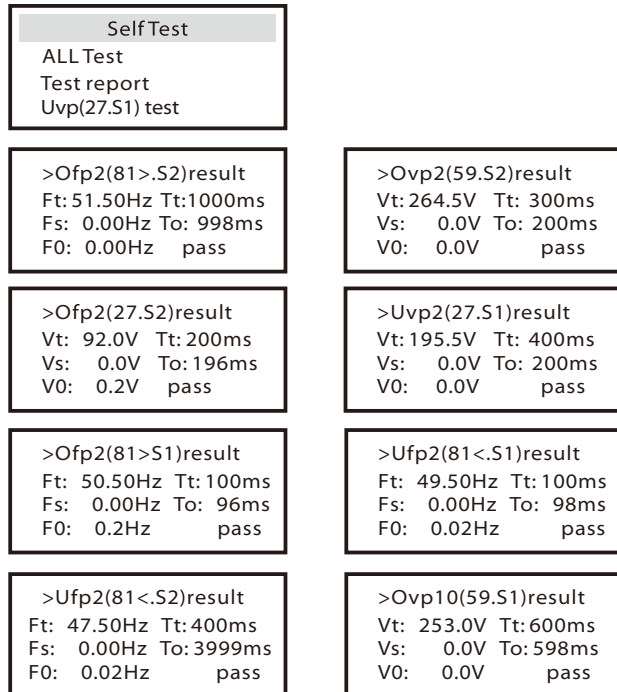 Self Test
ALL Test
Test report
Uvp(27.S1) test
>Ofp2(81>.S2)result
Ft: 51.50Hz Tt:1000ms
Fs: 0.00Hz To: 998ms
F0: 0.00Hz pass
>Ovp2(59.S2)result
Vt: 264.5V Tt: 300ms
Vs: 0.0V To: 200ms
V0: 0.0V pass
>Ofp2(27.S2)result
Vt: 92.0V Tt: 200ms
Vs: 0.0V To: 196ms
V0: 0.2V pass
>Uvp2(27.S1)result
Vt: 195.5V Tt: 400ms
Vs: 0.0V To: 200ms
V0: 0.0V pass
>Ofp2(81>S1)result
Ft: 50.50Hz Tt: 100ms
Fs: 0.00Hz To: 96ms
F0: 0.2Hz pass
>Ufp2(81<.S1)result
Ft: 49.50Hz Tt: 100ms
Fs: 0.00Hz To: 98ms
F0: 0.02Hz pass
>Ufp2(81<.S2)result
Ft: 47.50Hz Tt: 400ms
Fs: 0.00Hz To: 3999ms
F0: 0.02Hz pass
>Ovp10(59.S1)result
Vt: 253.0V Tt: 600ms
Vs: 0.0V To: 598ms
V0: 0.0V pass